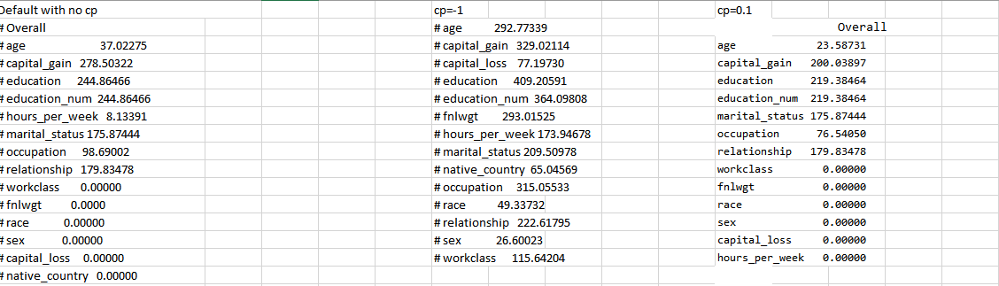 Default with no cp cp=-1 cp=0.1
# Overall # age 292.77339 Overall
# age 37.02275 # capital_gain 329.02114 age 23.58731
# capital_gain 278.50322 # capital_loss 77.19730 capital_gain 200.03897
# education 244.86466 # education 409.20591 education 219.38464
# education_num 244.86466 # education_num 364.09808 education_num 219.38464
# hours_per_week 8.13391 # fnlwgt 293.01525 marital_status 175.87444
# marital_status 175.87444 # hours_per_week 173.94678 occupation 76.54050
# occupation 98.69002 # marital_status 209.50978 relationship 179.83478
# relationship 179.83478 # native_country 65.04569 workclass 0.00000
# workclass 0.00000 # occupation 315.05533 fnlwgt 0.00000
# fnlwgt 0.0000 # race 49.33732 race 0.00000
# race 0.00000 # relationship 222.61795 sex 0.00000
# sex 0.00000 # sex 26.60023 capital_loss 0.00000
# capital_loss 0.00000 # workclass 115.64204 hours_per_week 0.00000
# native_country 0.00000